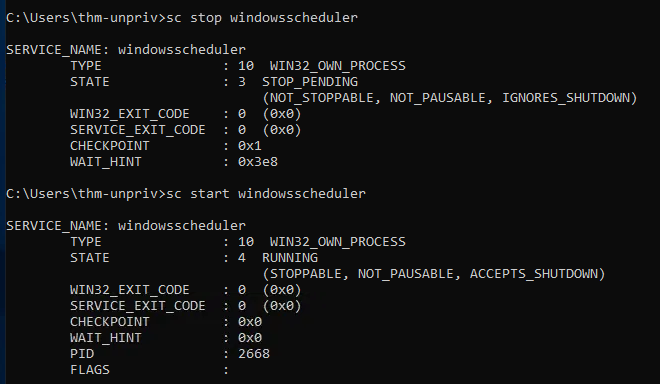 C:\Users\thm-unpriv>sc stop windowsscheduler
SERVICE_NAME: windowsscheduler
TYPE : 10 WIN32_OWN_PROCESS
STATE : 3 STOP_PENDING
(NOT_STOPPABLE, NOT_PAUSABLE, IGNORES_SHUTDOWN)
WIN32_EXIT_CODE : 0 (0x0)
SERVICE_EXIT_CODE : 0 (0x0)
CHECKPOINT : 0x1
WAIT_HINT : 0x3e8
C:\Users\thm-unpriv>sc start windowsscheduler
SERVICE_NAME: windowsscheduler
TYPE : 10 WIN32_OWN_PROCESS
STATE : 4 RUNNING
(STOPPABLE, NOT_PAUSABLE, ACCEPTS_SHUTDOWN)
WIN32_EXIT_CODE : 0 (0x0)
SERVICE_EXIT_CODE : 0 (0x0)
CHECKPOINT : 0x0
WAIT_HINT : 0x0
PID : 2668
FLAGS :